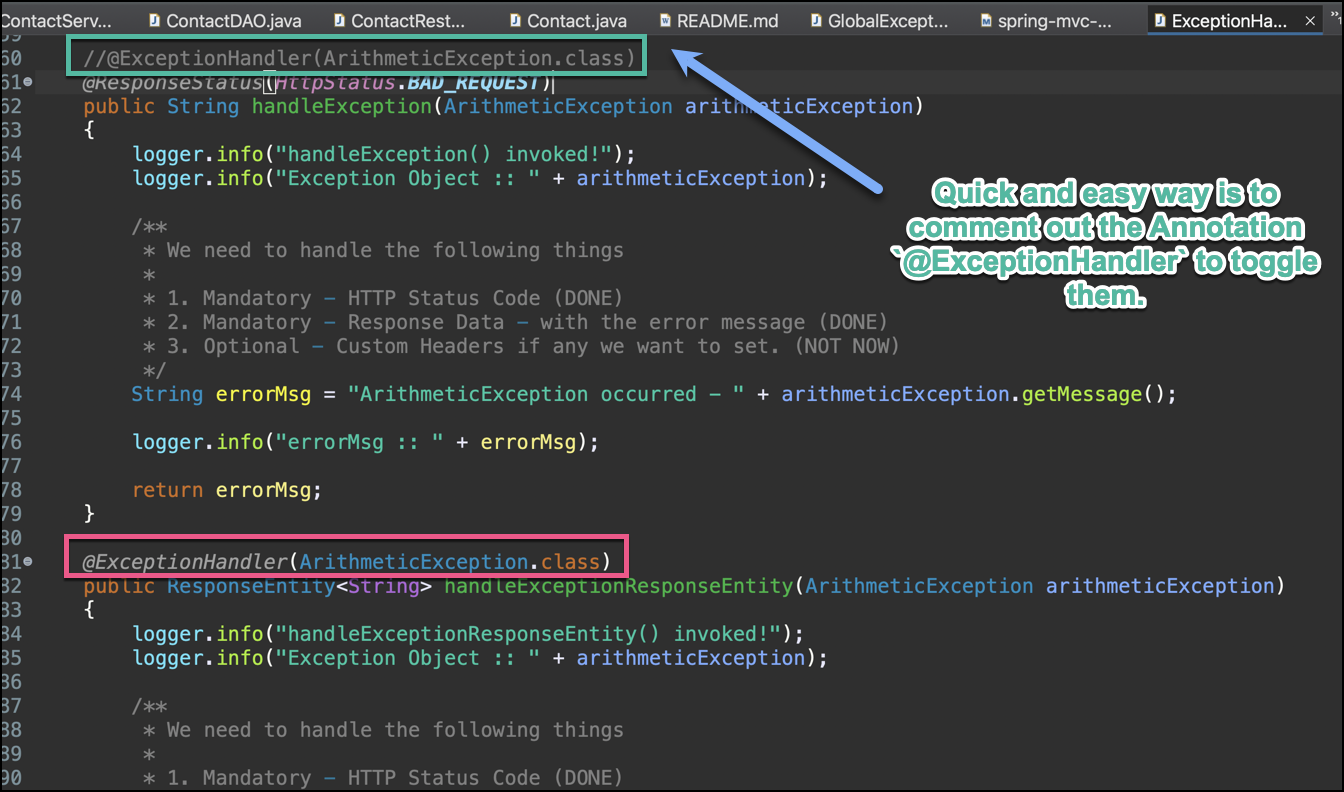 ContactServ... ContactDAO.java ContactRest... Contact.java README.md GlobalExcept... spring-mvc-... ExceptionHa... ×
59
60 //@ExceptionHandler(ArithmeticException.class)
61 @ResponseStatus(HttpStatus.BAD_REQUEST)
62 public String handleException(ArithmeticException arithmeticException)
63 {
64 logger.info("handleException() invoked!");
65 logger.info("Exception Object :: " + arithmeticException);
66
67 /**
68 * We need to handle the following things
69 *
70 * 1. Mandatory – HTTP Status Code (DONE)
71 * 2. Mandatory – Response Data – with the error message (DONE)
72 * 3. Optional – Custom Headers if any we want to set. (NOT NOW)
73 */
74 String errorMsg = "ArithmeticException occurred – " + arithmeticException.getMessage();
75
76 logger.info("errorMsg :: " + errorMsg);
77
78 return errorMsg;
79 }
80
81 @ExceptionHandler(ArithmeticException.class)
82 public ResponseEntity<String> handleExceptionResponseEntity(ArithmeticException arithmeticException)
83 {
84 logger.info("handleExceptionResponseEntity() invoked!");
85 logger.info("Exception Object :: " + arithmeticException);
86
87 /**
88 * We need to handle the following things
89 *
90 * 1. Mandatory – HTTP Status Code (DONE)
Quick and easy way is to
comment out the Annotation
`@ExceptionHandler` to toggle
them.